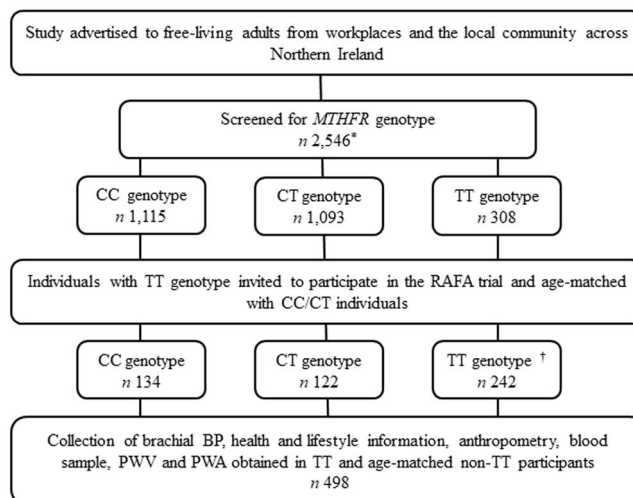 Study advertised to free-living adults from workplaces and the local community across
Northern Ireland
Screened for MTHFR genotype
n 2,546*
CC genotype
n 1,115
CT genotype
n 1,093
TT genotype
n 308
Individuals with TT genotype invited to participate in the RAFA trial and age-matched
with CC/CT individuals
CC genotype
n 134
CT genotype
n 122
TT genotype †
n 242
Collection of brachial BP, health and lifestyle information, anthropometry, blood
sample, PWV and PWA obtained in TT and age-matched non-TT participants
n 498